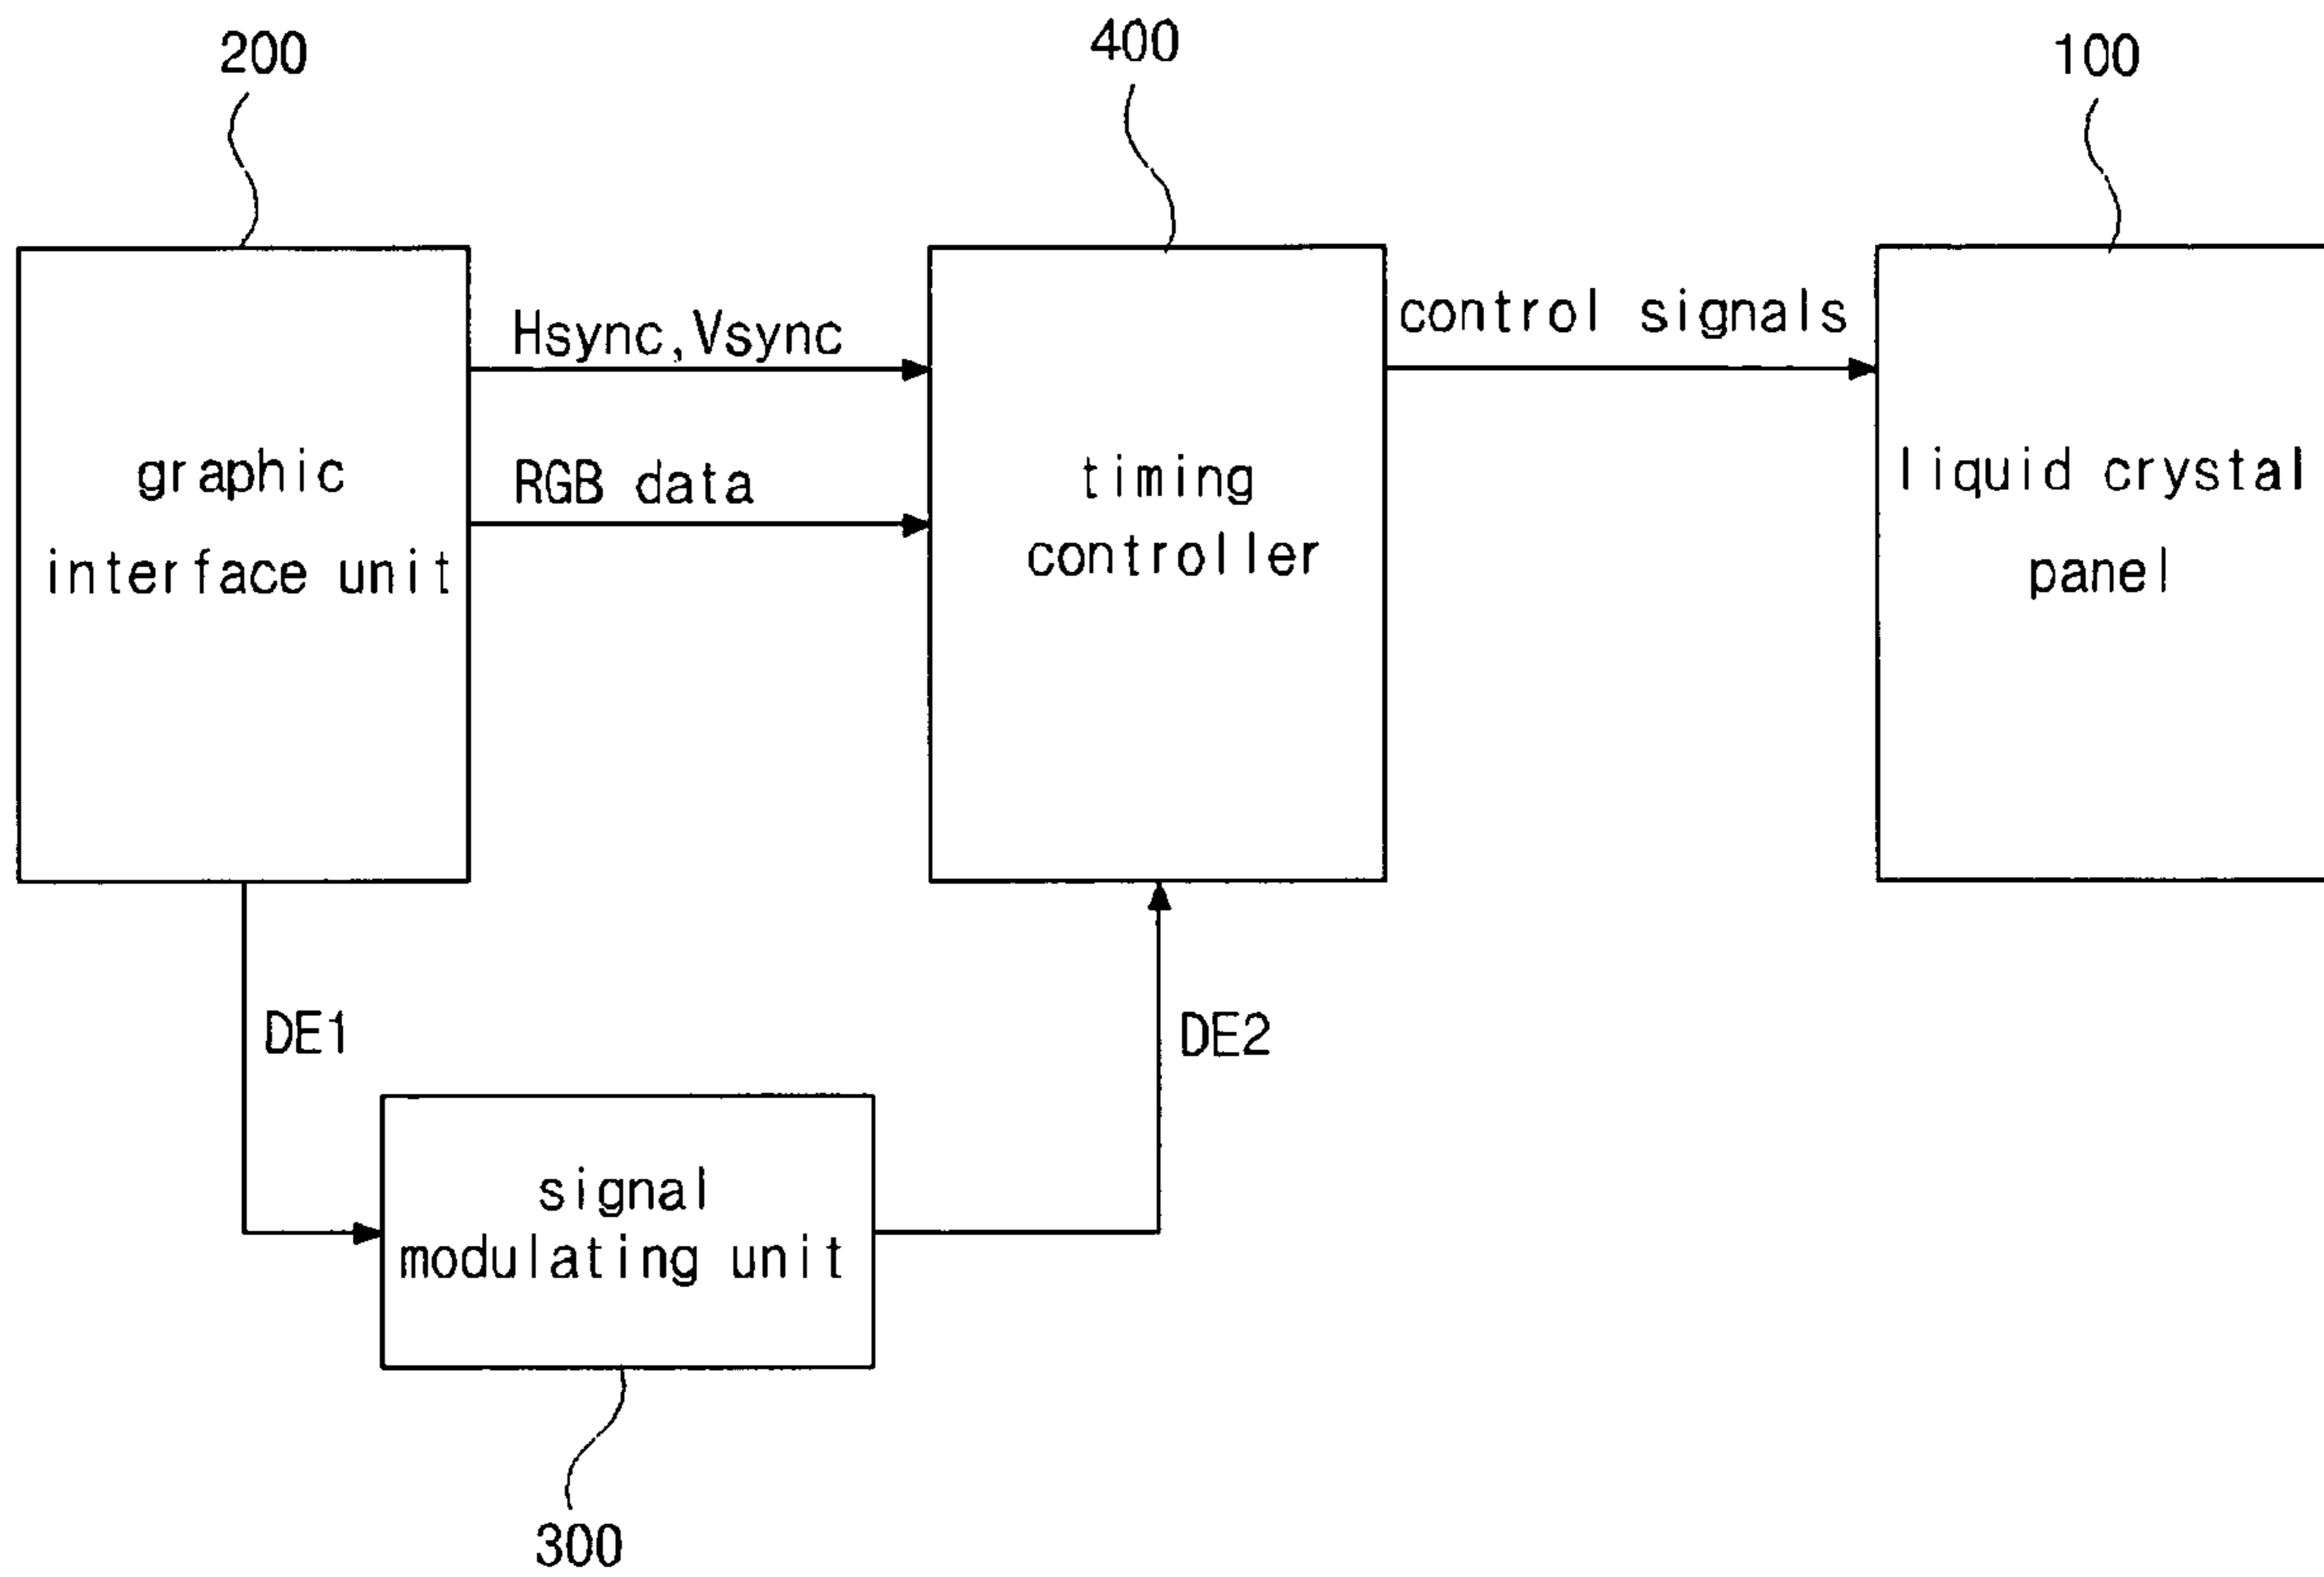 200
400
100
Hsync,Vsync
control signals
graphic
interface unit
RGB data
timing
controller
liquid crystal
panel
DE1
DE2
signal
modulating unit
300